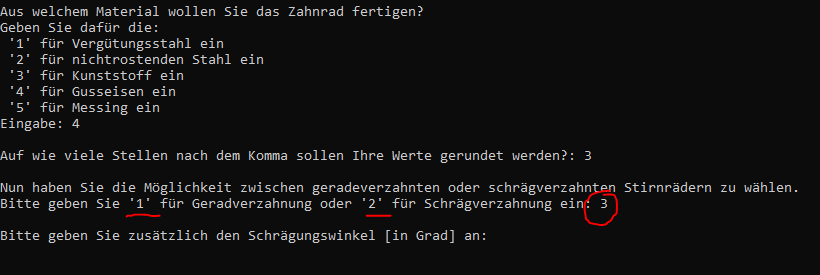 Aus welchem Material wollen Sie das Zahnrad fertigen?
Geben Sie dafür die:
'1' für Vergütungsstahl ein
'2' für nichtrostenden Stahl ein
'3' für Kunststoff ein
'4' für Gusseisen ein
'5' für Messing ein
Eingabe: 4
Auf wie viele Stellen nach dem Komma sollen Ihre Werte gerundet werden?: 3
Nun haben Sie die Möglichkeit zwischen geradeverzahnten oder schrägverzahnten Stirnrädern zu wählen.
Bitte geben Sie '1' für Geradverzahnung oder '2' für Schrägverzahnung ein: 3
Bitte geben Sie zusätzlich den Schrägungswinkel [in Grad] an: